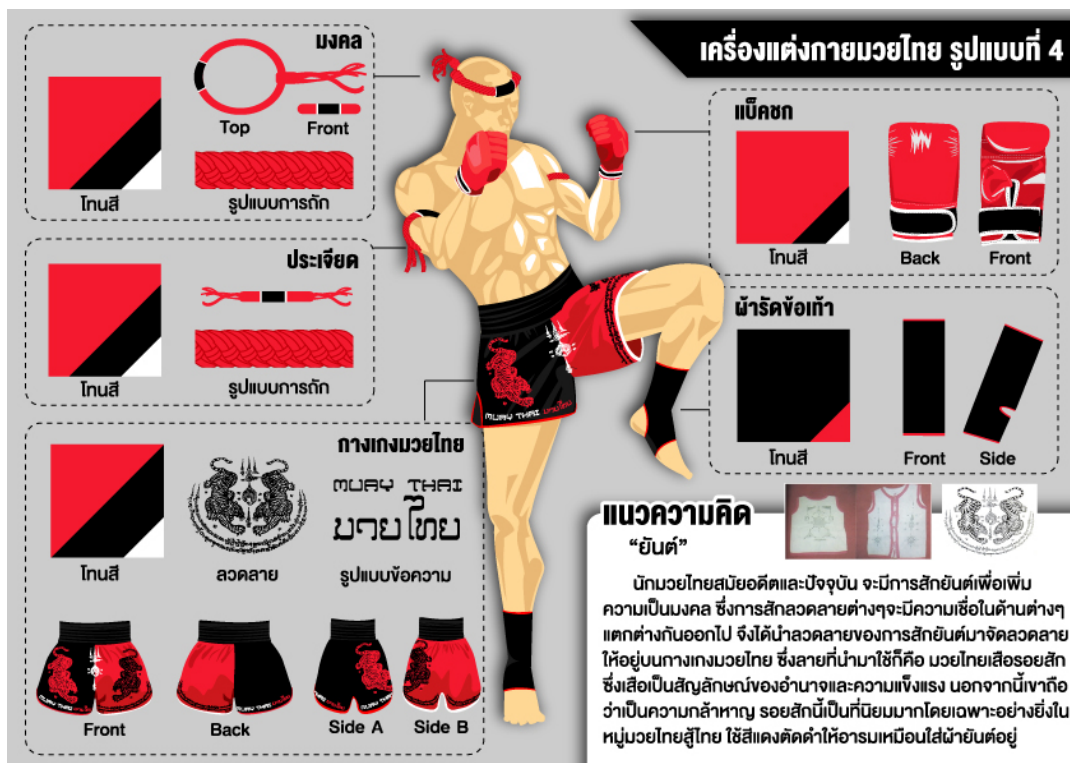 เครื่องแต่งกายมวยไทย รูปแบบที่ 4
มงคล
Top
Front
โทนสี
รูปแบบการถัก
ประเจียด
โทนสี
รูปแบบการถัก
กางเกงมวยไทย
MUAY THAI
มวยไทย
โทนสี
ลวดลาย
รูปแบบข้อความ
Front
Back
Side A
Side B
MUAY THAI มวยไทย
แบ็คชก
โทนสี
Back
Front
ผ้ารัดข้อเท้า
โทนสี
Front
Side
แนวความคิด
“ยันต์”
นักมวยไทยสมัยอดีตและปัจจุบัน จะมีการสักยันต์เพื่อเพิ่ม
ความเป็นมงคล ซึ่งการสักลวดลายต่างๆจะมีความเชื่อในด้านต่างๆ
แตกต่างกันออกไป จึงได้นำลวดลายของการสักยันต์มาจัดลวดลาย
ให้อยู่บนกางเกงมวยไทย ซึ่งลายที่นำมาใช้ก็คือ มวยไทยเสือรอยสัก
ซึ่งเสือเป็นสัญลักษณ์ของอำนาจและความแข็งแรง นอกจากนี้เขาถือ
ว่าเป็นความกล้าหาญ รอยสักนี้เป็นที่นิยมมากโดยเฉพาะอย่างยิ่งใน
หมู่มวยไทยสู้ไทย ใช้สีแดงตัดดำให้อารมเหมือนใส่ผ้ายันต์อยู่